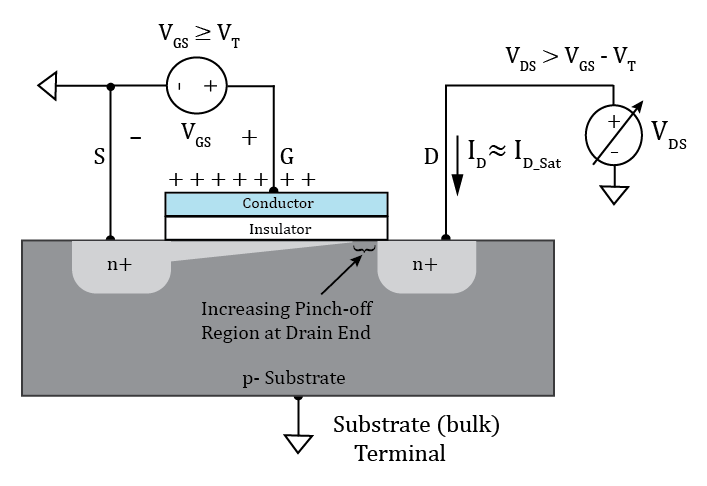 V_GS ≥ V_T
V_DS > V_GS - V_T
- +
- V_GS +
S
G
D
I_D ≈ I_D_Sat
+
-
V_DS
+ + + + + + + +
Conductor
Insulator
n+
n+
Increasing Pinch-off
Region at Drain End
p- Substrate
Substrate (bulk)
Terminal